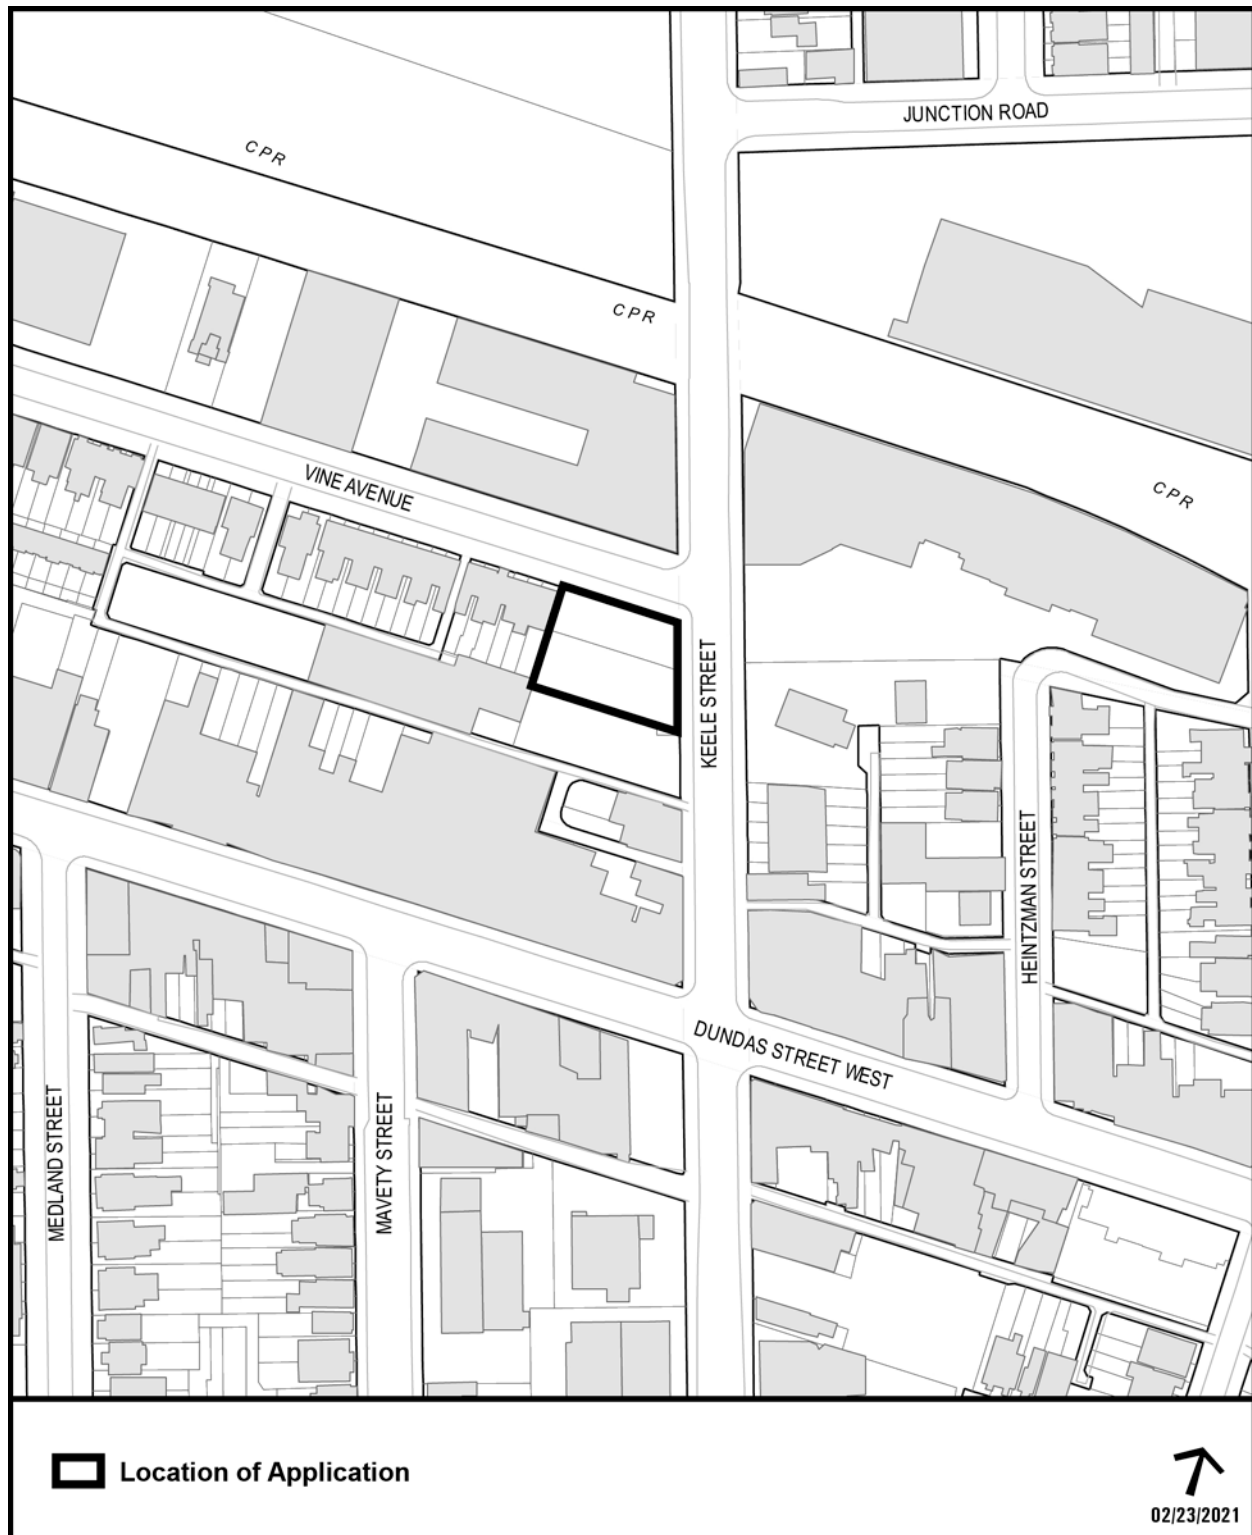 JUNCTION ROAD
CPR
CPR
CPR
VINE AVENUE
KEELE STREET
HEINTZMAN STREET
DUNDAS STREET WEST
MEDLAND STREET
MAVETY STREET
Location of Application
02/23/2021